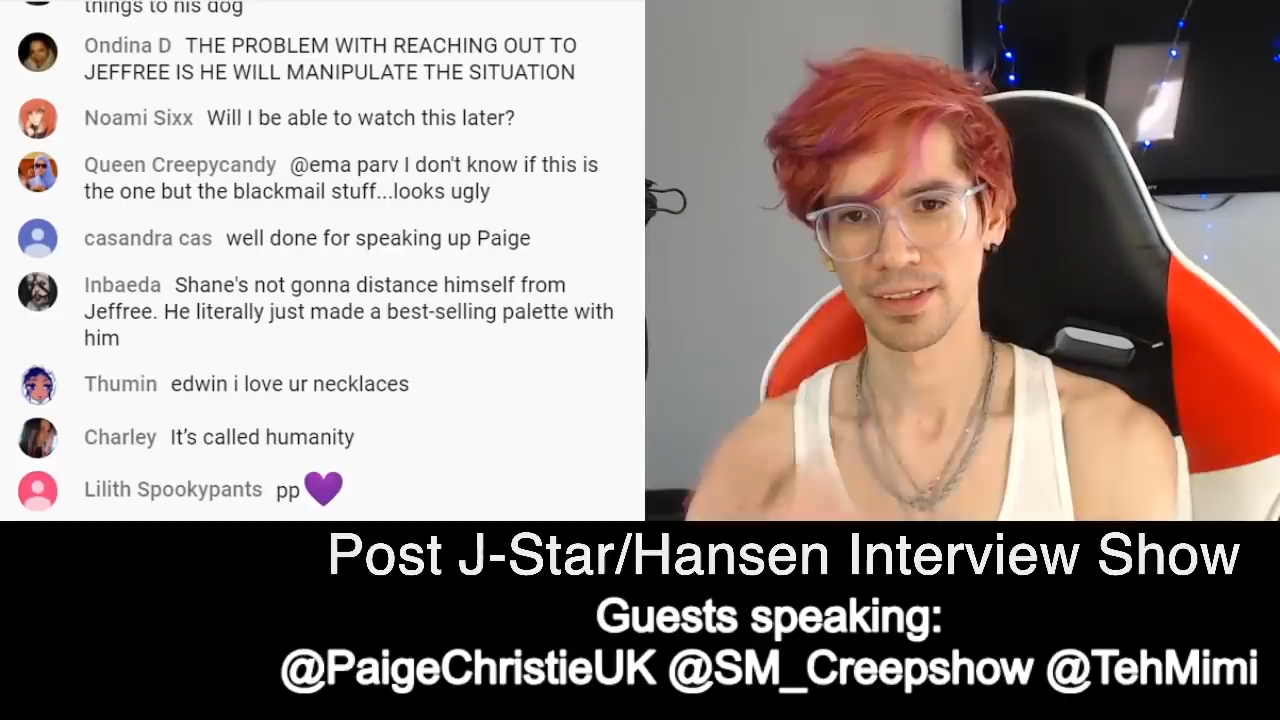 things to his dog
Ondina D THE PROBLEM WITH REACHING OUT TO
JEFFREE IS HE WILL MANIPULATE THE SITUATION
Noami Sixx Will I be able to watch this later?
Queen Creepycandy @ema parv I don't know if this is
the one but the blackmail stuff...looks ugly
casandra cas well done for speaking up Paige
Inbaeda Shane's not gonna distance himself from
Jeffree. He literally just made a best-selling palette with
him
Thumin edwin i love ur necklaces
Charley It’s called humanity
Lilith Spookypants pp💜
Post J-Star/Hansen Interview Show
Guests speaking:
@PaigeChristieUK @SM_Creepshow @TehMimi